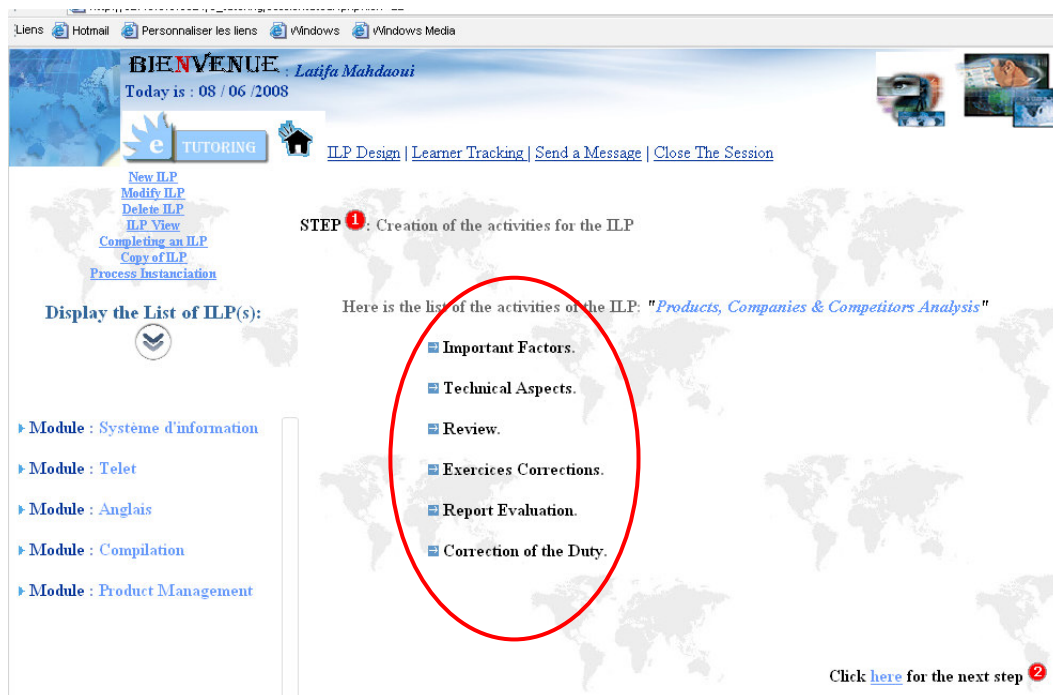 Liens Hotmail Personnaliser les liens Windows Windows Media
BIENVENUE : Latifa Mahdaoui
Today is : 08 / 06 /2008
e TUTORING
ILP Design | Learner Tracking | Send a Message | Close The Session
New ILP
Modify ILP
Delete ILP
ILP View
Completing an ILP
Copy of ILP
Process Instanciation
Display the List of ILP(s):
Module : Système d'information
Module : Telet
Module : Anglais
Module : Compilation
Module : Product Management
STEP 1 : Creation of the activities for the ILP
Here is the list of the activities of the ILP: "Products, Companies & Competitors Analysis"
Important Factors.
Technical Aspects.
Review.
Exercices Corrections.
Report Evaluation.
Correction of the Duty.
Click here for the next step 2